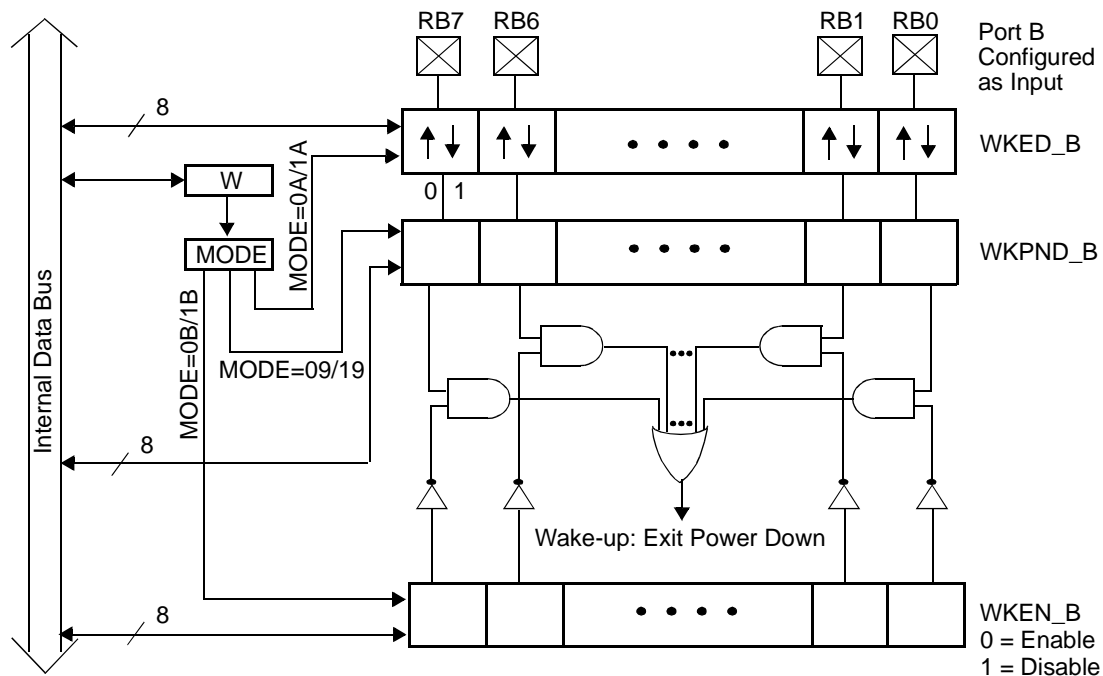 RB7 RB6 RB1 RB0
Port B
Configured
as Input
8
WKED_B
W
MODE=0A/1A
0 1
MODE
WKPND_B
MODE=0B/1B
MODE=09/19
Internal Data Bus
8
Wake-up: Exit Power Down
8
WKEN_B
0 = Enable
1 = Disable